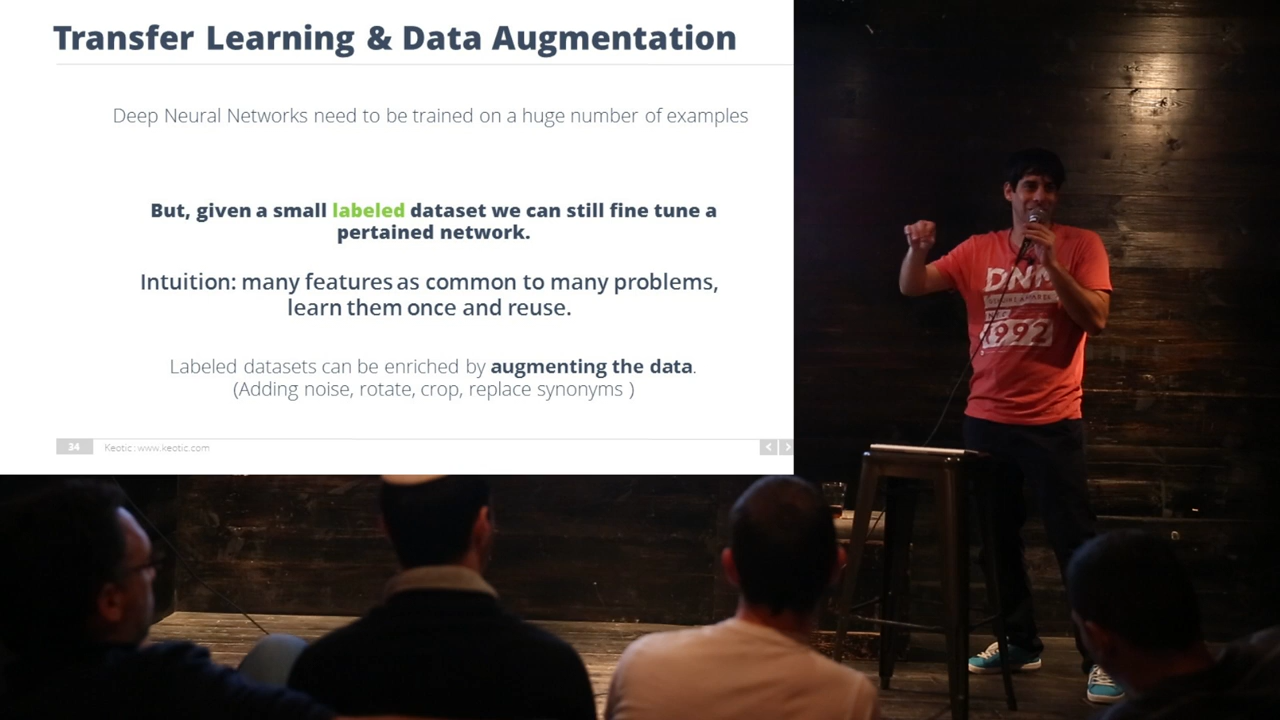 Transfer Learning & Data Augmentation
Deep Neural Networks need to be trained on a huge number of examples
But, given a small labeled dataset we can still fine tune a
pertained network.
Intuition: many features as common to many problems,
learn them once and reuse.
Labeled datasets can be enriched by augmenting the data.
(Adding noise, rotate, crop, replace synonyms )
34
Keotic : www.keotic.com
DNM
1992